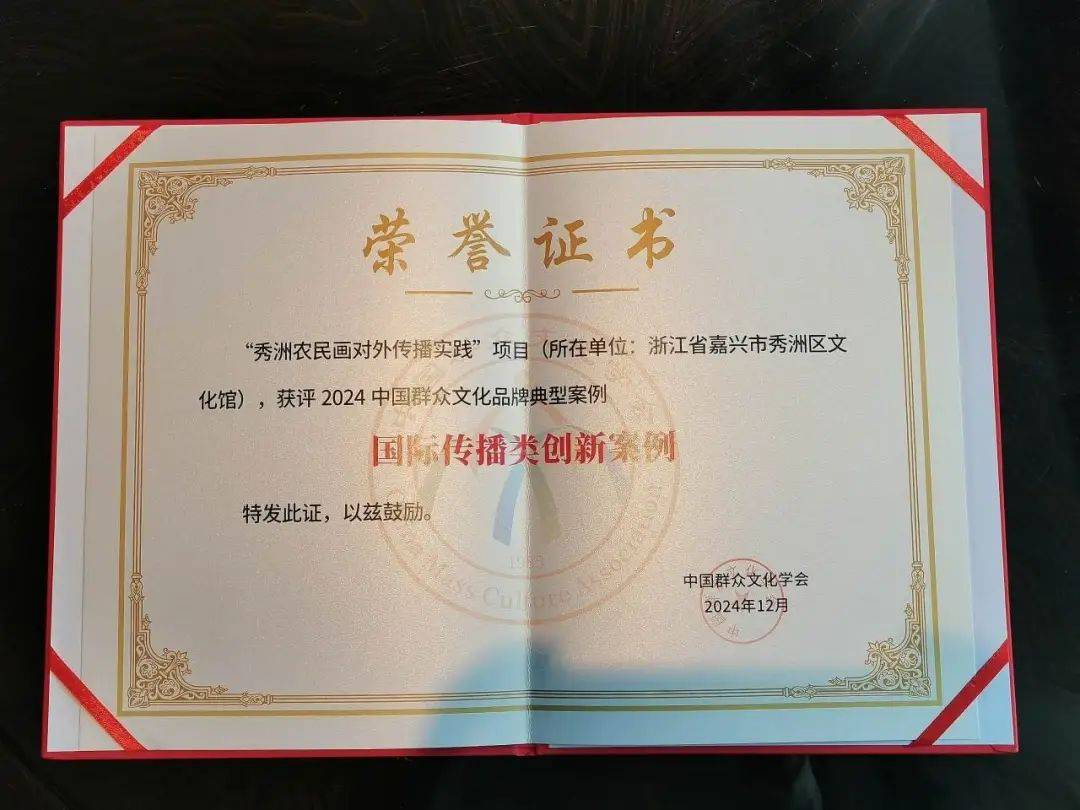 荣誉证书
“秀洲农民画对外传播实践”项目（所在单位：浙江省嘉兴市秀洲区文
化馆），获评 2024 中国群众文化品牌典型案例
国际传播类创新案例
特发此证，以兹鼓励。
中国群众文化学会
2024年12月
China Mass Culture Association